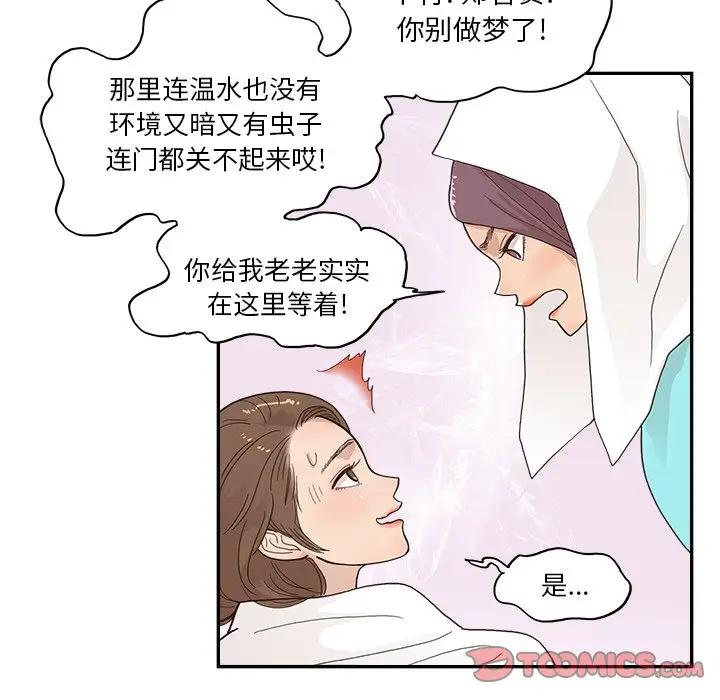 你别做梦了!
那里连温水也没有
环境又暗又有虫子
连门都关不起来哎!
你给我老老实实
在这里等着!
是...
DTCOMICS.COM